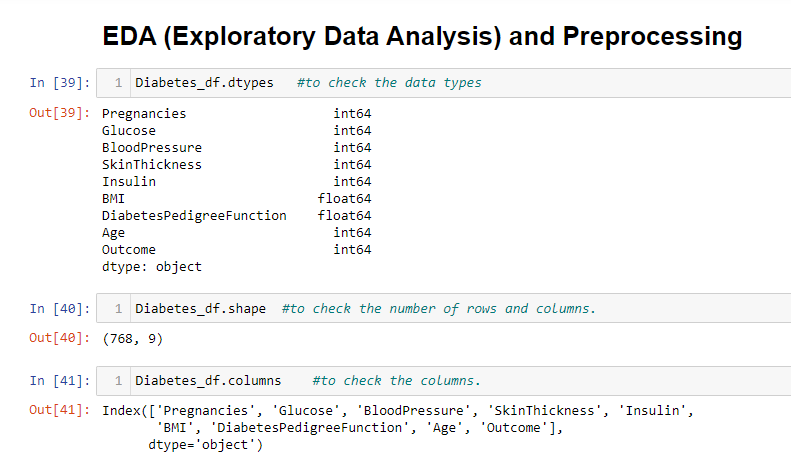 EDA (Exploratory Data Analysis) and Preprocessing
In [39]: 1 Diabetes_df.dtypes #to check the data types
Out[39]: Pregnancies int64
Glucose int64
BloodPressure int64
SkinThickness int64
Insulin int64
BMI float64
DiabetesPedigreeFunction float64
Age int64
Outcome int64
dtype: object
In [40]: 1 Diabetes_df.shape #to check the number of rows and columns.
Out[40]: (768, 9)
In [41]: 1 Diabetes_df.columns #to check the columns.
Out[41]: Index(['Pregnancies', 'Glucose', 'BloodPressure', 'SkinThickness', 'Insulin',
'BMI', 'DiabetesPedigreeFunction', 'Age', 'Outcome'],
dtype='object')